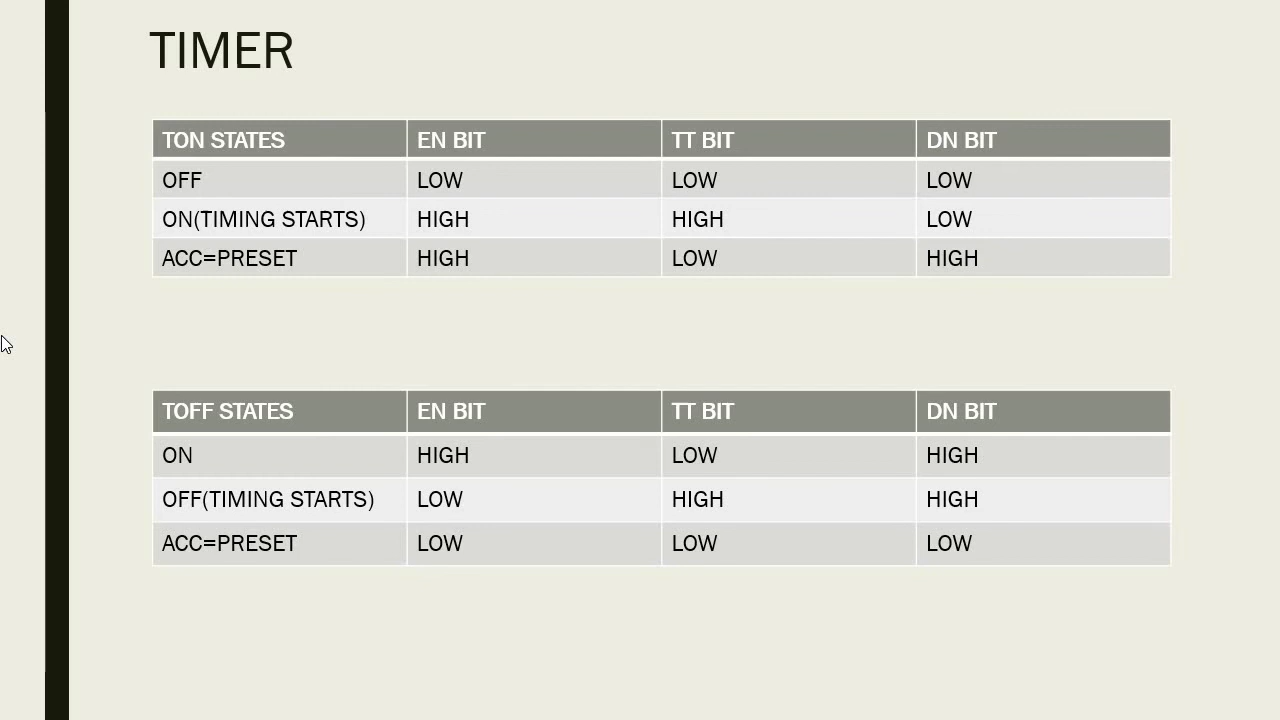 TIMER
TON STATES EN BIT TT BIT DN BIT
OFF LOW LOW LOW
ON(TIMING STARTS) HIGH HIGH LOW
ACC=PRESET HIGH LOW HIGH
TOFF STATES EN BIT TT BIT DN BIT
ON HIGH LOW HIGH
OFF(TIMING STARTS) LOW HIGH HIGH
ACC=PRESET LOW LOW LOW